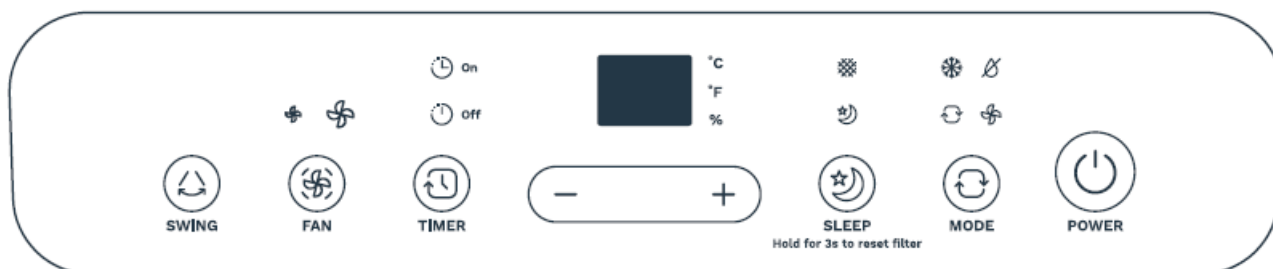 On
°C
°F
Off
%
− +
SWING
FAN
TIMER
SLEEP
MODE
POWER
Hold for 3s to reset filter